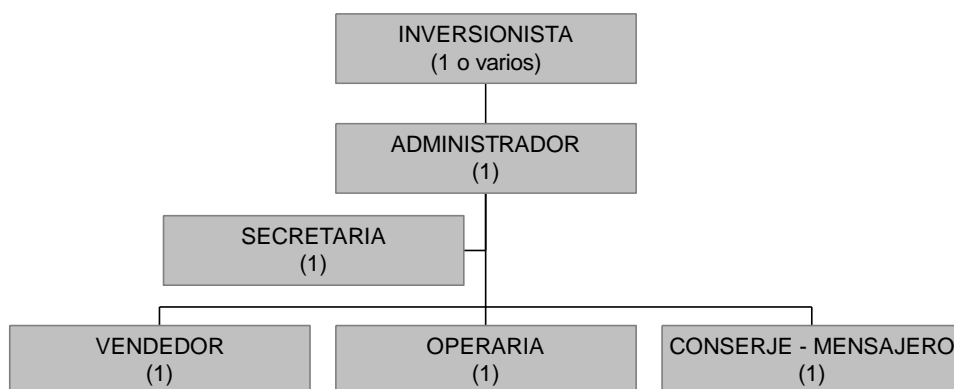 INVERSIONISTA
(1 o varios)
ADMINISTRADOR
(1)
SECRETARIA
(1)
VENDEDOR
(1)
OPERARIA
(1)
CONSERJE - MENSAJERO
(1)